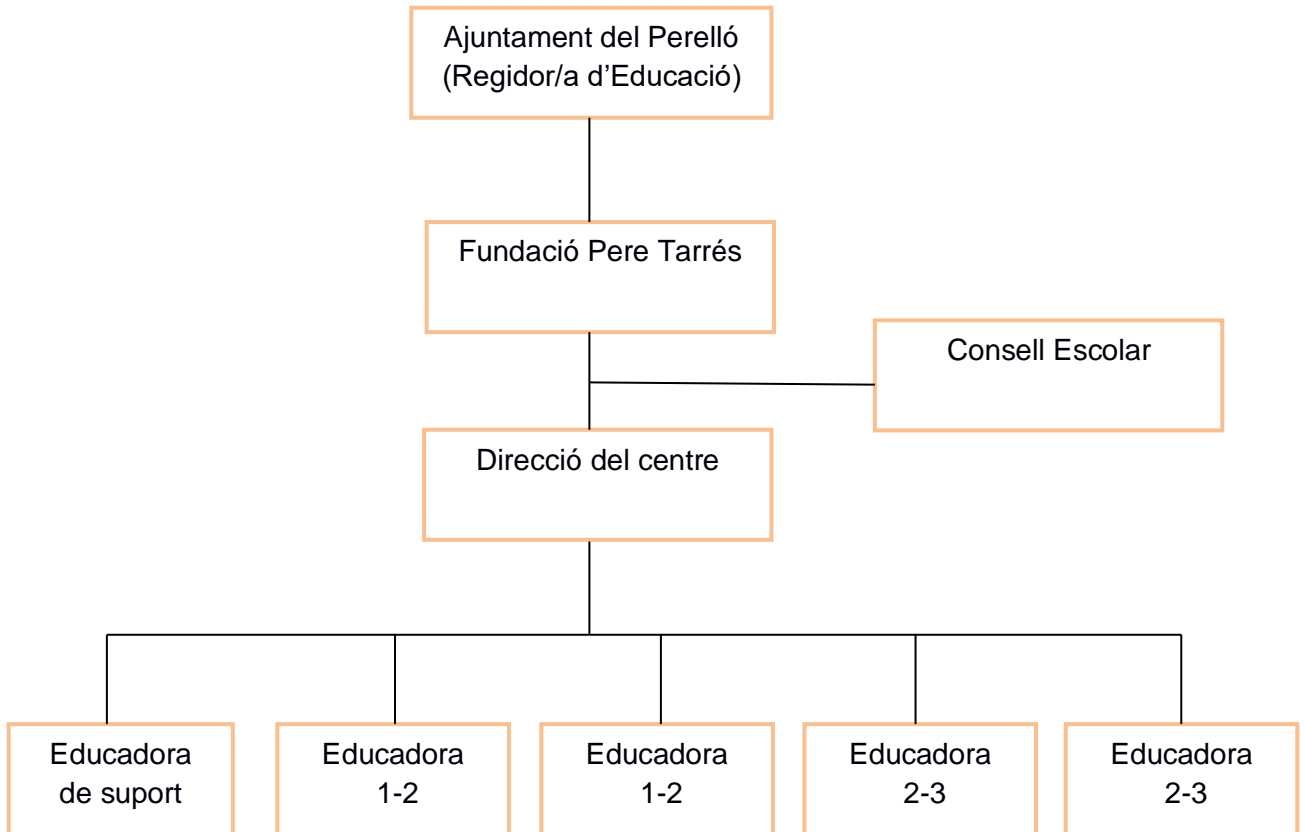 Ajuntament del Perelló
(Regidor/a d’Educació)
Fundació Pere Tarrés
Consell Escolar
Direcció del centre
Educadora
de suport
Educadora
1-2
Educadora
1-2
Educadora
2-3
Educadora
2-3